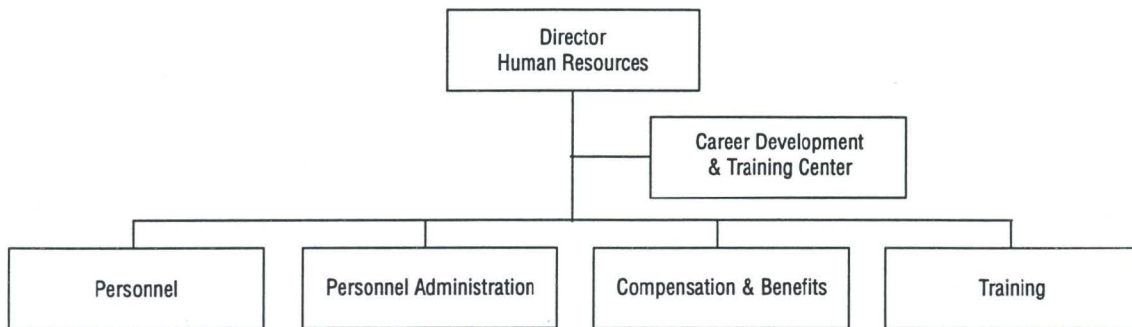 Director
Human Resources
Career Development
& Training Center
Personnel
Personnel Administration
Compensation & Benefits
Training